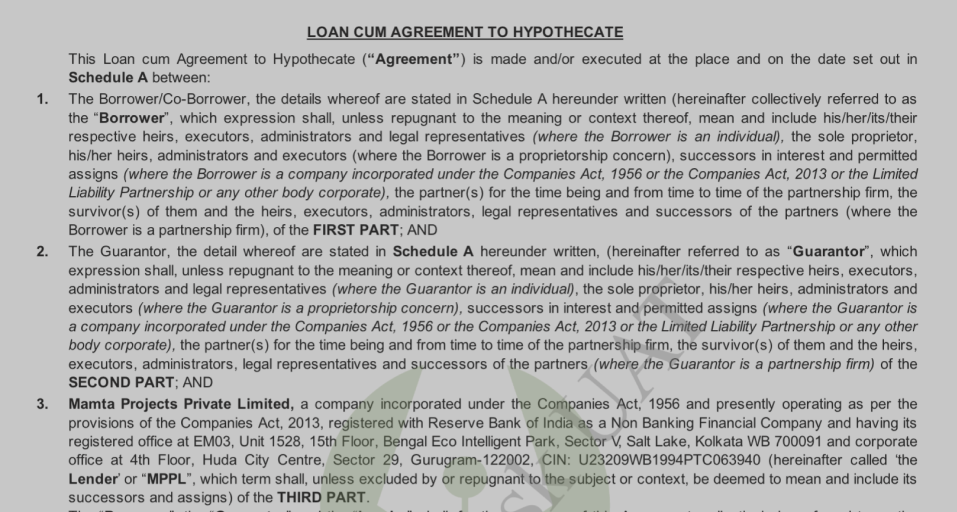 LOAN CUM AGREEMENT TO HYPOTHECATE
This Loan cum Agreement to Hypothecate (“Agreement”) is made and/or executed at the place and on the date set out in
Schedule A between:
1. The Borrower/Co-Borrower, the details whereof are stated in Schedule A hereunder written (hereinafter collectively referred to as
the “Borrower”, which expression shall, unless repugnant to the meaning or context thereof, mean and include his/her/its/their
respective heirs, executors, administrators and legal representatives (where the Borrower is an individual), the sole proprietor,
his/her heirs, administrators and executors (where the Borrower is a proprietorship concern), successors in interest and permitted
assigns (where the Borrower is a company incorporated under the Companies Act, 1956 or the Companies Act, 2013 or the Limited
Liability Partnership or any other body corporate), the partner(s) for the time being and from time to time of the partnership firm, the
survivor(s) of them and the heirs, executors, administrators, legal representatives and successors of the partners (where the
Borrower is a partnership firm), of the FIRST PART; AND
2. The Guarantor, the detail whereof are stated in Schedule A hereunder written, (hereinafter referred to as “Guarantor”, which
expression shall, unless repugnant to the meaning or context thereof, mean and include his/her/its/their respective heirs, executors,
administrators and legal representatives (where the Guarantor is an individual), the sole proprietor, his/her heirs, administrators and
executors (where the Guarantor is a proprietorship concern), successors in interest and permitted assigns (where the Guarantor is
a company incorporated under the Companies Act, 1956 or the Companies Act, 2013 or the Limited Liability Partnership or any other
body corporate), the partner(s) for the time being and from time to time of the partnership firm, the survivor(s) of them and the heirs,
executors, administrators, legal representatives and successors of the partners (where the Guarantor is a partnership firm) of the
SECOND PART; AND
3. Mamta Projects Private Limited, a company incorporated under the Companies Act, 1956 and presently operating as per the
provisions of the Companies Act, 2013, registered with Reserve Bank of India as a Non Banking Financial Company and having its
registered office at EM03, Unit 1528, 15th Floor, Bengal Eco Intelligent Park, Sector V, Salt Lake, Kolkata WB 700091 and corporate
office at 4th Floor, Huda City Centre, Sector 29, Gurugram-122002, CIN: U23209WB1994PTC063940 (hereinafter called ‘the
Lender’ or “MPPL”, which term shall, unless excluded by or repugnant to the subject or context, be deemed to mean and include its
successors and assigns) of the THIRD PART.
UAT